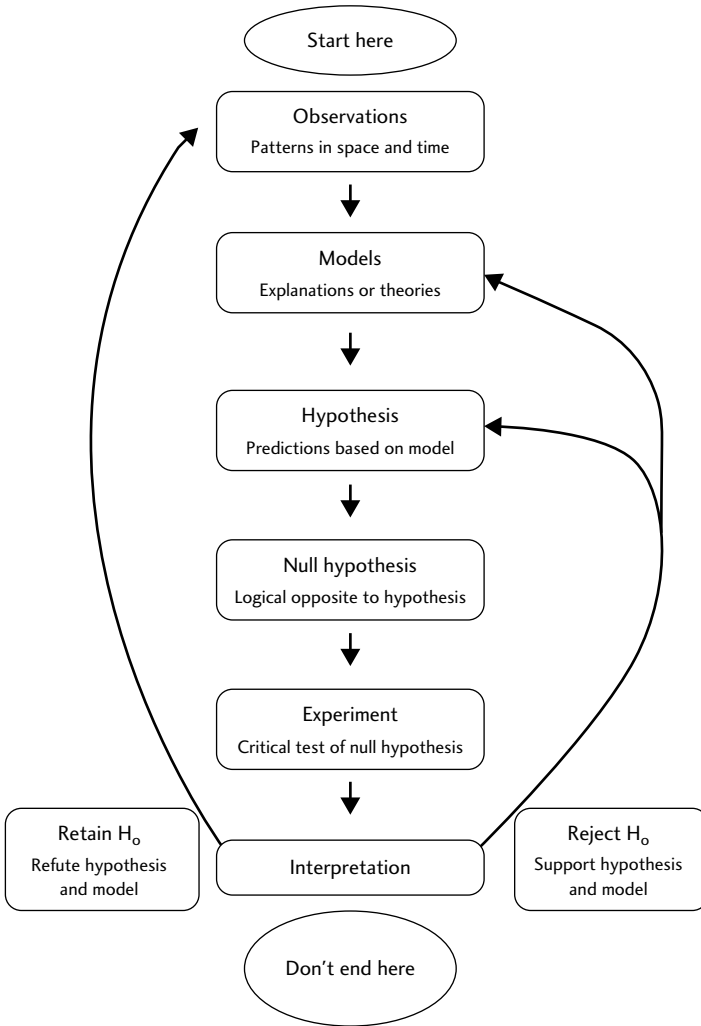 Start here
Observations
Patterns in space and time
Models
Explanations or theories
Hypothesis
Predictions based on model
Null hypothesis
Logical opposite to hypothesis
Experiment
Critical test of null hypothesis
Retain Hₒ
Refute hypothesis
and model
Interpretation
Reject Hₒ
Support hypothesis
and model
Don’t end here